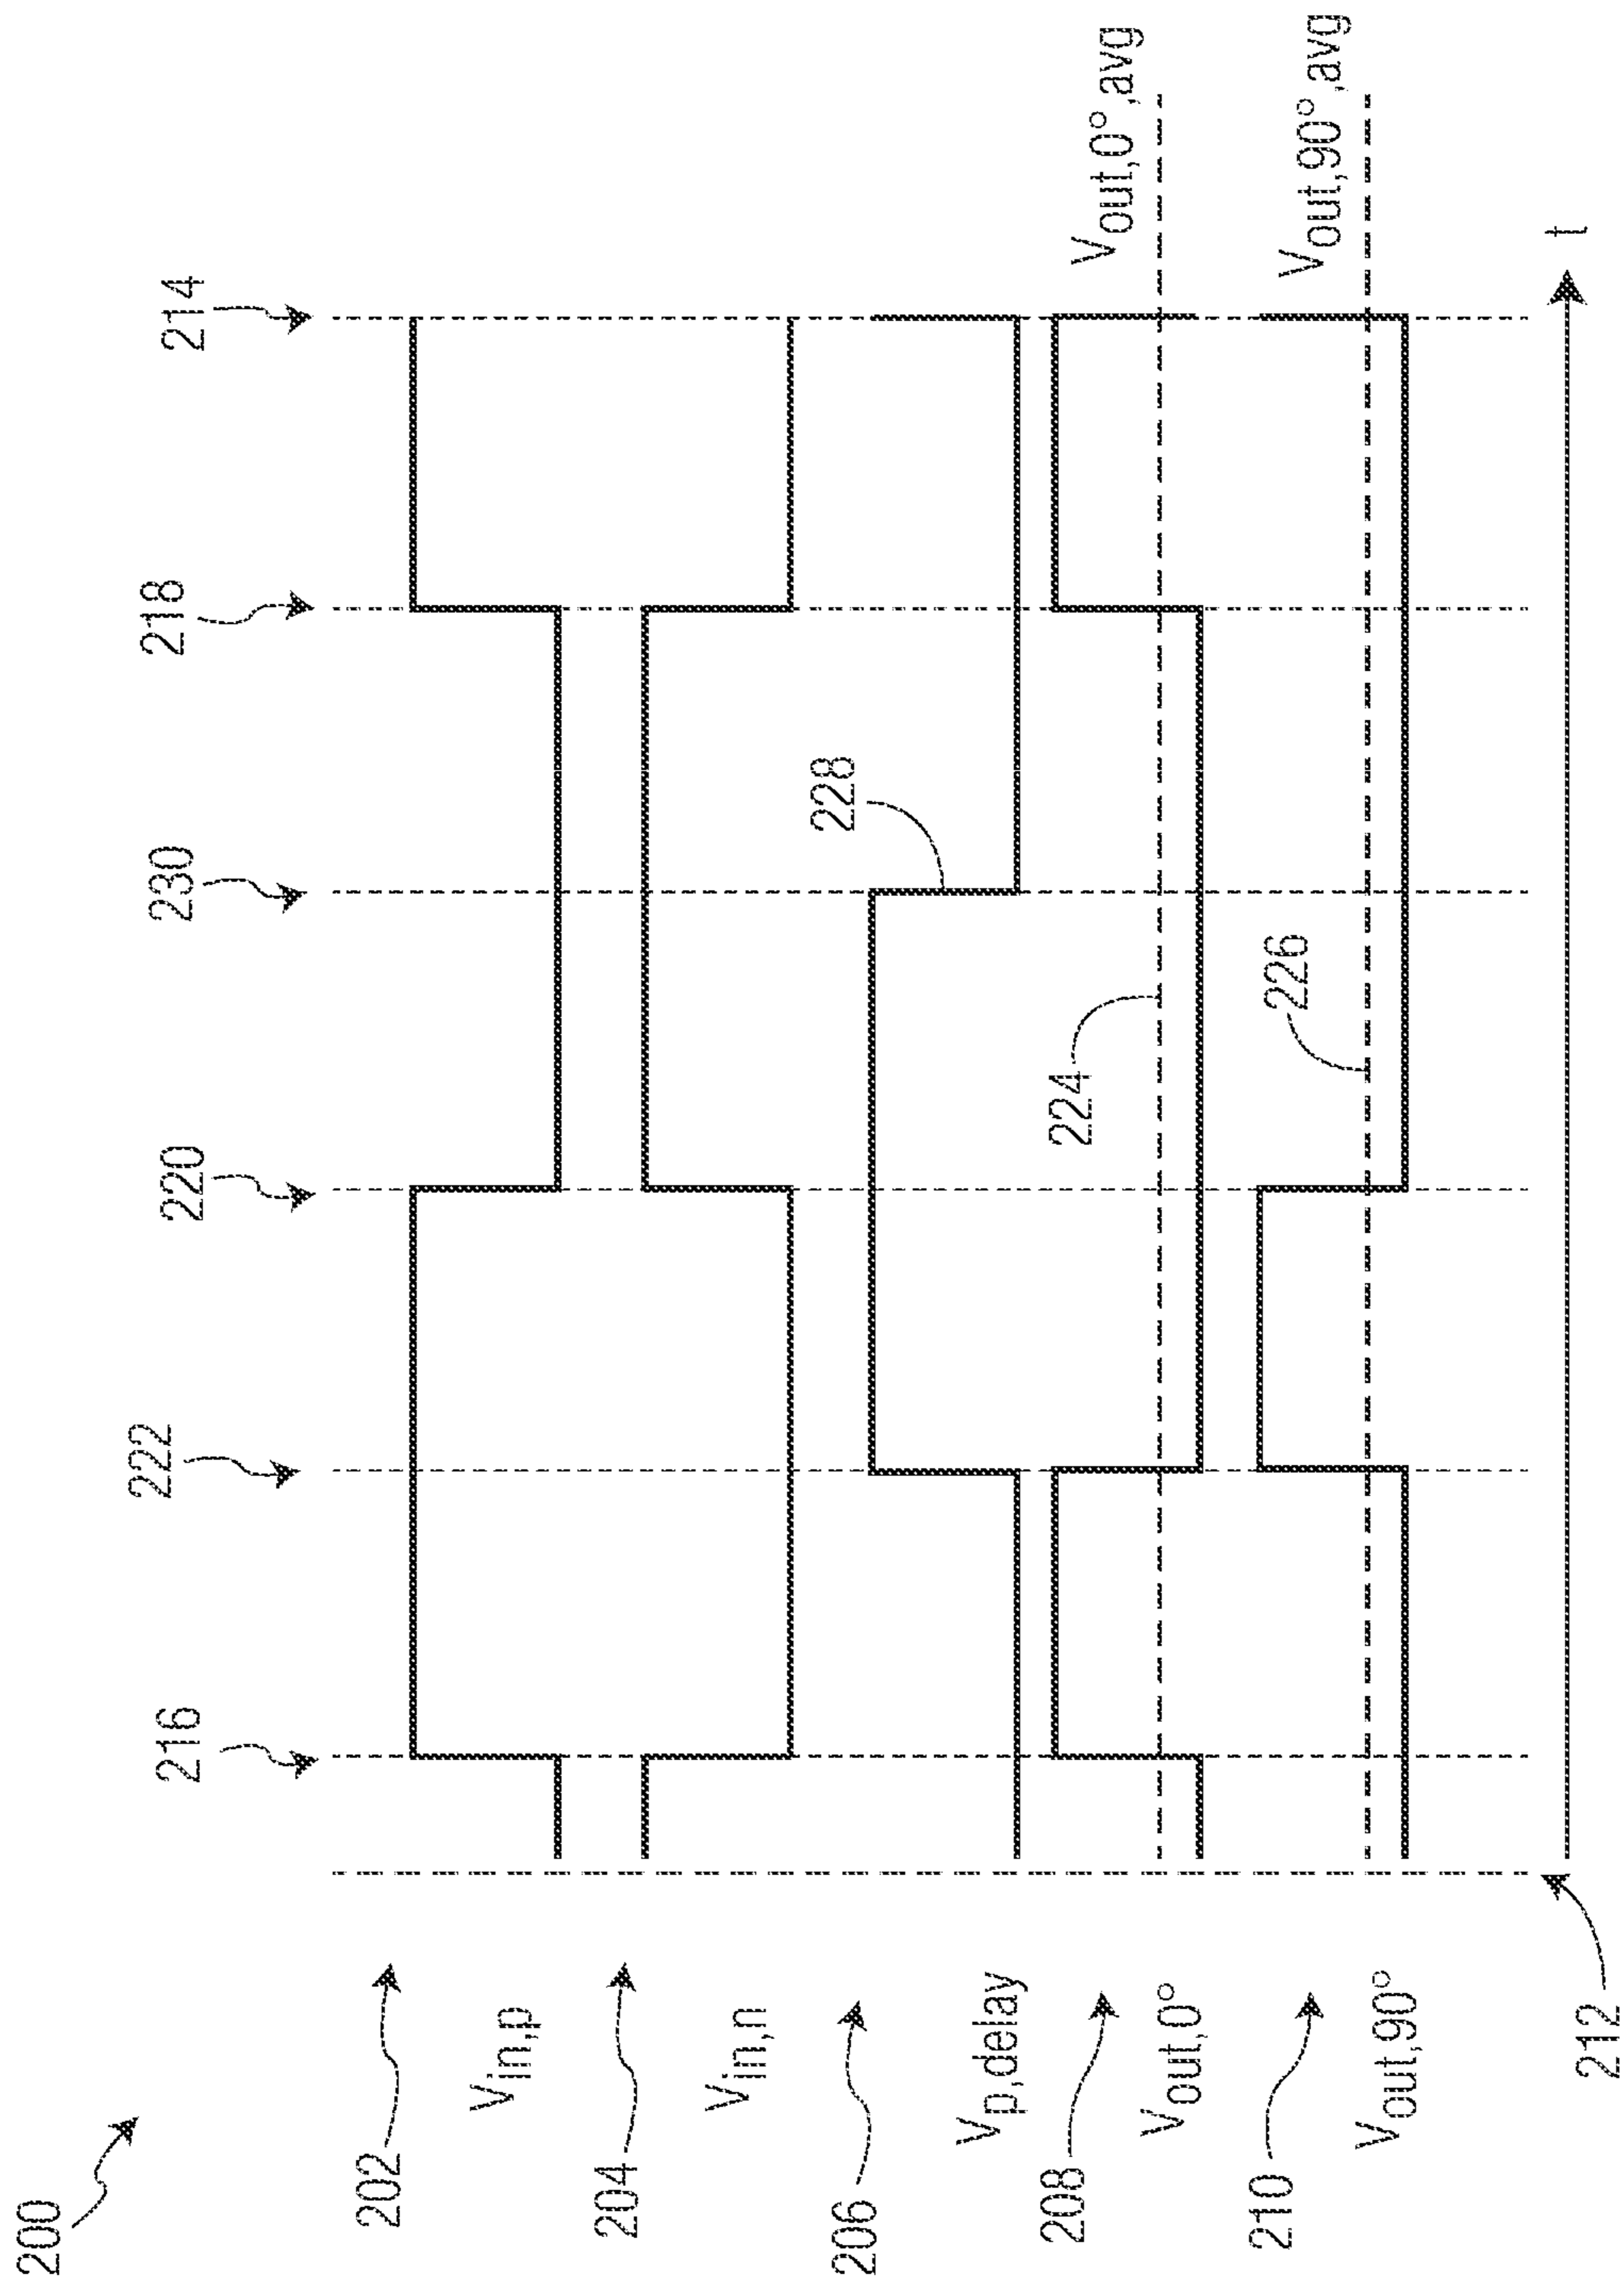 200
202
V_in,p
204
V_in,n
206
V_p,delay
208
V_out,0°
210
V_out,90°
212
216
222
220
230
218
214
228
224
226
V_out,0°,avg
V_out,90°,avg
t